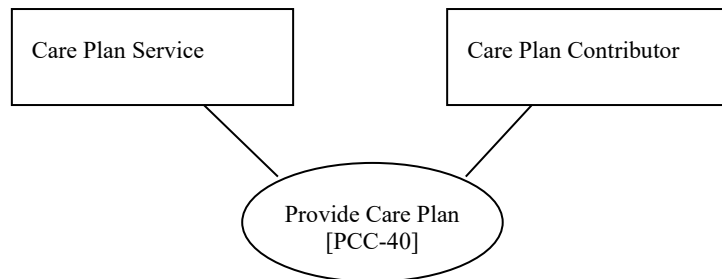 Care Plan Service
Care Plan Contributor
Provide Care Plan
[PCC-40]